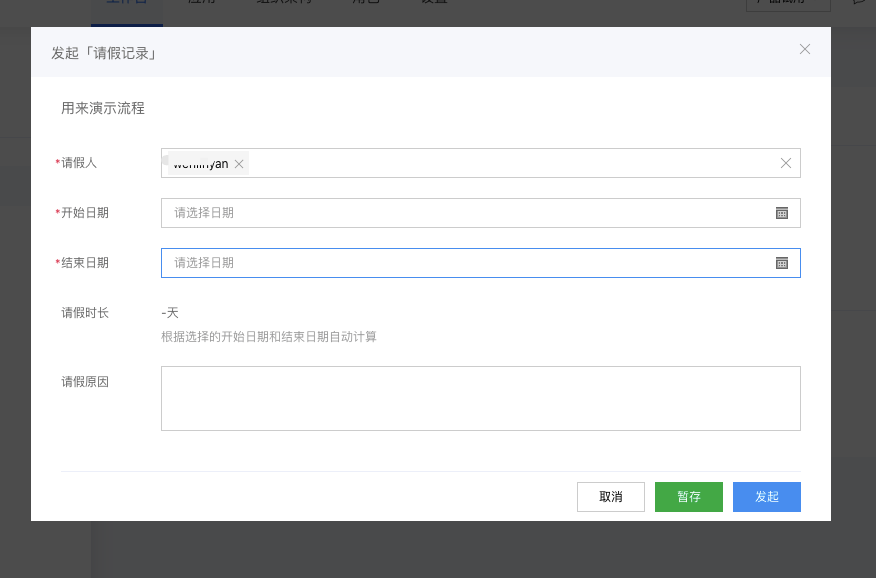 发起「请假记录」
用来演示流程
*请假人
*开始日期 请选择日期
*结束日期 请选择日期
请假时长 -天
根据选择的开始日期和结束日期自动计算
请假原因
取消 暂存 发起